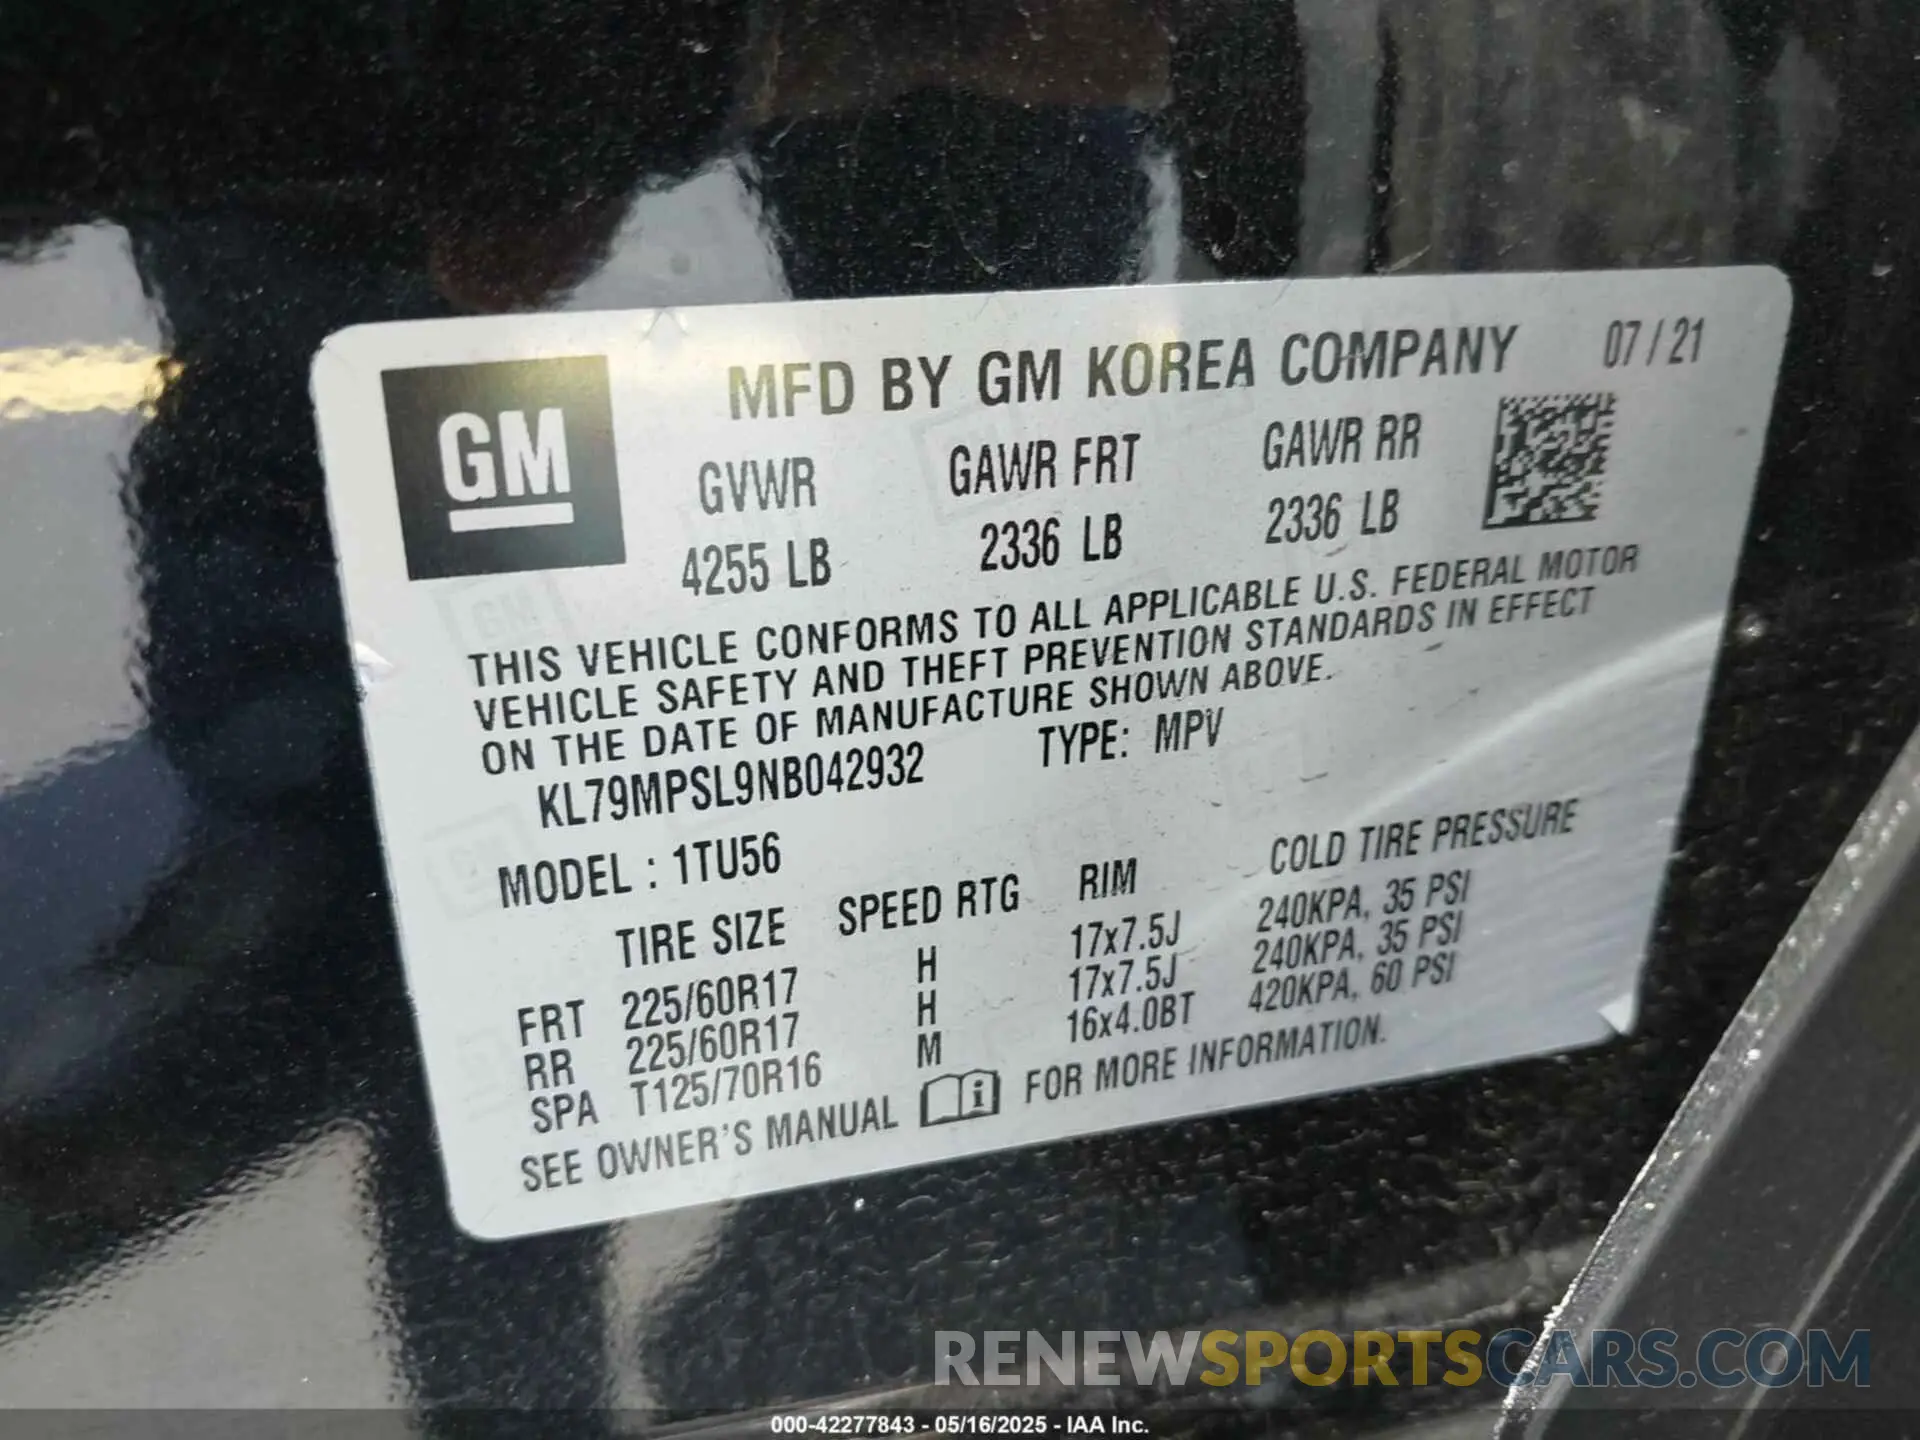 GM
MFD BY GM KOREA COMPANY 07/21
GVWR GAWR FRT GAWR RR
4255 LB 2336 LB 2336 LB
THIS VEHICLE CONFORMS TO ALL APPLICABLE U.S. FEDERAL MOTOR
VEHICLE SAFETY AND THEFT PREVENTION STANDARDS IN EFFECT
ON THE DATE OF MANUFACTURE SHOWN ABOVE.
KL79MPSL9NB042932 TYPE: MPV
MODEL : 1TU56
TIRE SIZE SPEED RTG RIM COLD TIRE PRESSURE
FRT 225/60R17 H 17x7.5J 240KPA, 35 PSI
RR 225/60R17 H 17x7.5J 240KPA, 35 PSI
SPA T125/70R16 M 16x4.0BT 420KPA, 60 PSI
SEE OWNER'S MANUAL i FOR MORE INFORMATION.
RENEWSPORTSCARS.COM
000-42277843 - 05/16/2025 - IAA Inc.